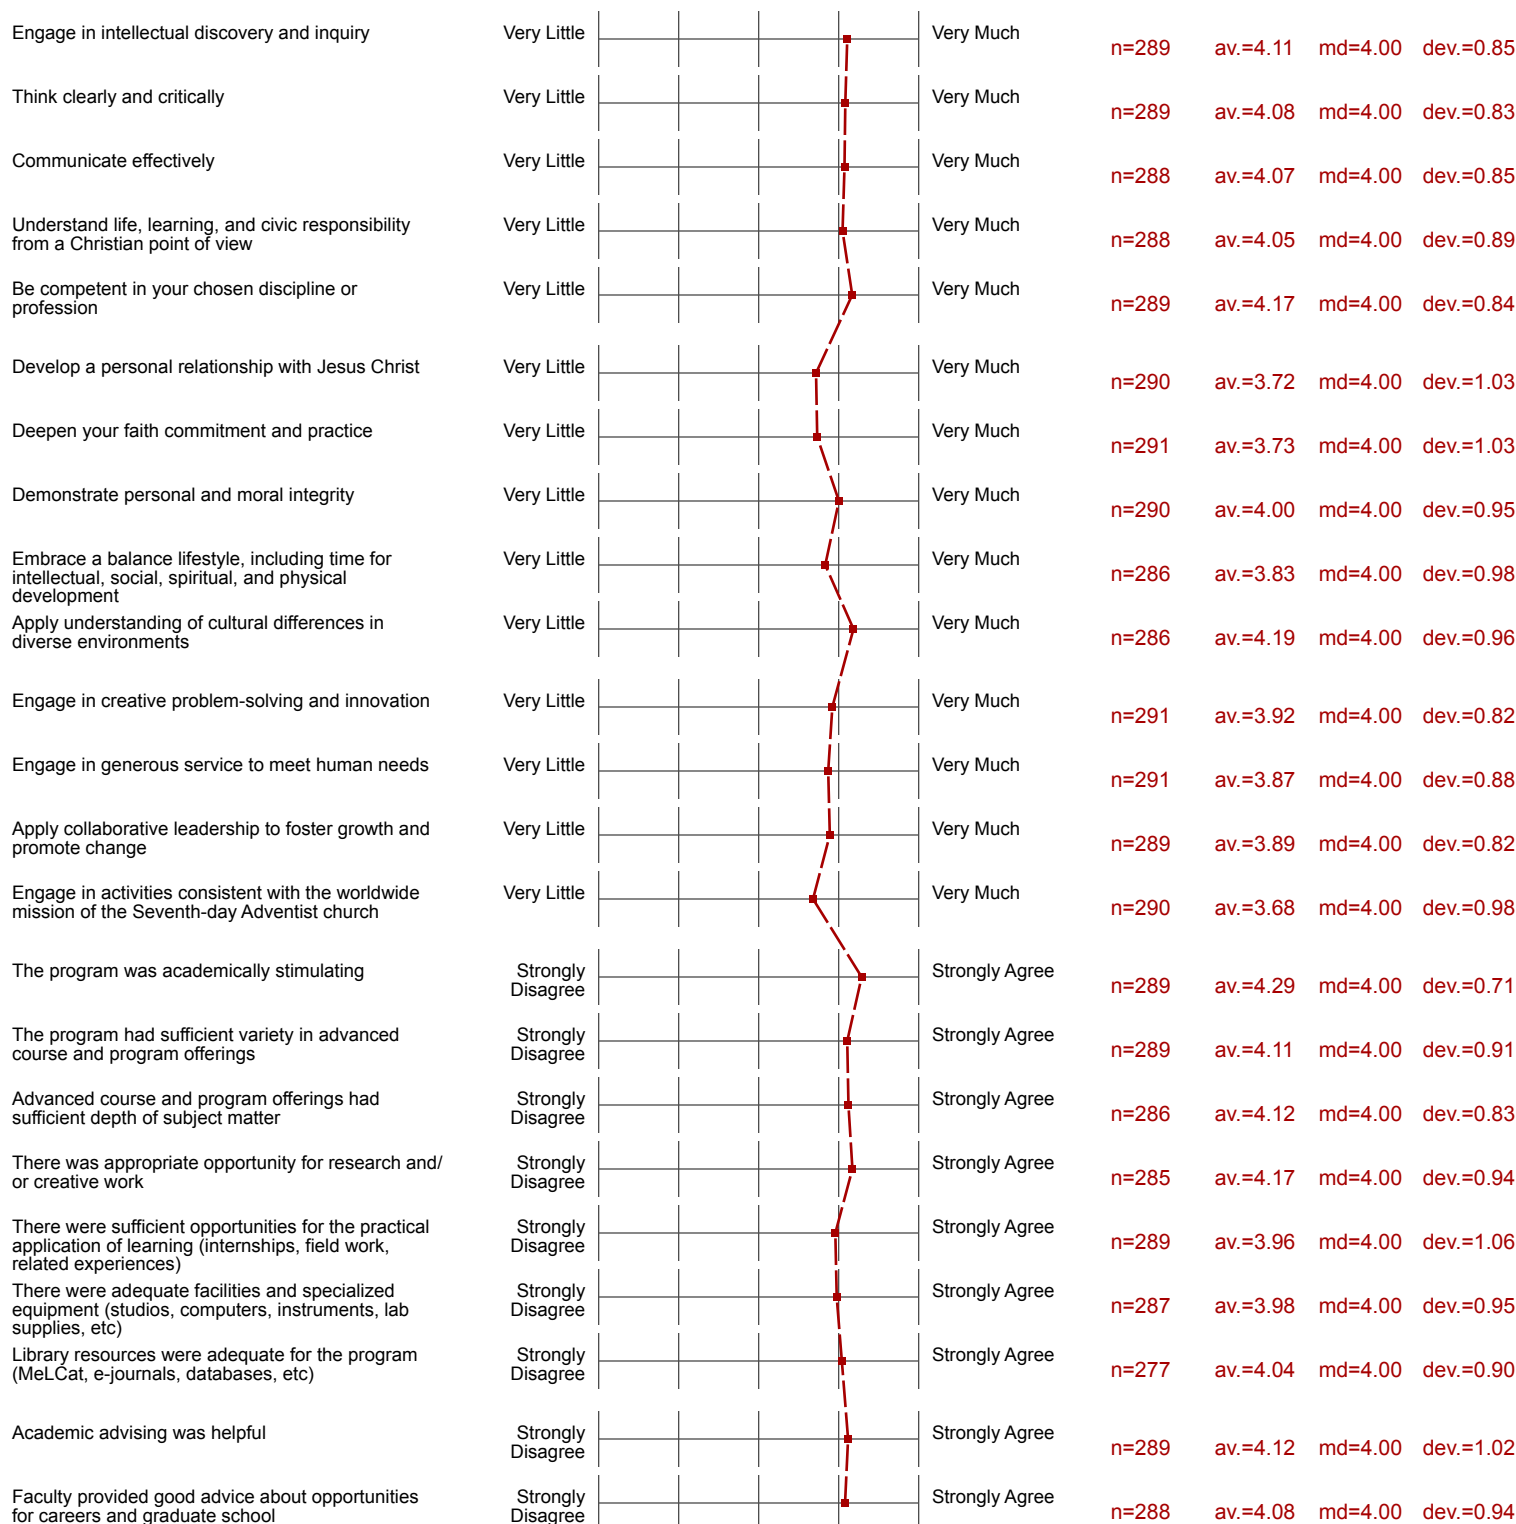 Engage in intellectual discovery and inquiry Very Little Very Much n=289 av.=4.11 md=4.00 dev.=0.85
Think clearly and critically Very Little Very Much n=289 av.=4.08 md=4.00 dev.=0.83
Communicate effectively Very Little Very Much n=288 av.=4.07 md=4.00 dev.=0.85
Understand life, learning, and civic responsibility Very Little Very Much
from a Christian point of view n=288 av.=4.05 md=4.00 dev.=0.89
Be competent in your chosen discipline or Very Little Very Much
profession n=289 av.=4.17 md=4.00 dev.=0.84
Develop a personal relationship with Jesus Christ Very Little Very Much n=290 av.=3.72 md=4.00 dev.=1.03
Deepen your faith commitment and practice Very Little Very Much n=291 av.=3.73 md=4.00 dev.=1.03
Demonstrate personal and moral integrity Very Little Very Much n=290 av.=4.00 md=4.00 dev.=0.95
Embrace a balance lifestyle, including time for Very Little Very Much
intellectual, social, spiritual, and physical n=286 av.=3.83 md=4.00 dev.=0.98
development
Apply understanding of cultural differences in Very Little Very Much
diverse environments n=286 av.=4.19 md=4.00 dev.=0.96
Engage in creative problem-solving and innovation Very Little Very Much n=291 av.=3.92 md=4.00 dev.=0.82
Engage in generous service to meet human needs Very Little Very Much n=291 av.=3.87 md=4.00 dev.=0.88
Apply collaborative leadership to foster growth and Very Little Very Much
promote change n=289 av.=3.89 md=4.00 dev.=0.82
Engage in activities consistent with the worldwide Very Little Very Much
mission of the Seventh-day Adventist church n=290 av.=3.68 md=4.00 dev.=0.98
The program was academically stimulating Strongly Strongly Agree
Disagree n=289 av.=4.29 md=4.00 dev.=0.71
The program had sufficient variety in advanced Strongly Strongly Agree
course and program offerings Disagree n=289 av.=4.11 md=4.00 dev.=0.91
Advanced course and program offerings had Strongly Strongly Agree
sufficient depth of subject matter Disagree n=286 av.=4.12 md=4.00 dev.=0.83
There was appropriate opportunity for research and/ Strongly Strongly Agree
or creative work Disagree n=285 av.=4.17 md=4.00 dev.=0.94
There were sufficient opportunities for the practical Strongly Strongly Agree
application of learning (internships, field work, Disagree n=289 av.=3.96 md=4.00 dev.=1.06
related experiences)
There were adequate facilities and specialized Strongly Strongly Agree
equipment (studios, computers, instruments, lab Disagree n=287 av.=3.98 md=4.00 dev.=0.95
supplies, etc)
Library resources were adequate for the program Strongly Strongly Agree
(MeLCat, e-journals, databases, etc) Disagree n=277 av.=4.04 md=4.00 dev.=0.90
Academic advising was helpful Strongly Strongly Agree
Disagree n=289 av.=4.12 md=4.00 dev.=1.02
Faculty provided good advice about opportunities Strongly Strongly Agree
for careers and graduate school Disagree n=288 av.=4.08 md=4.00 dev.=0.94